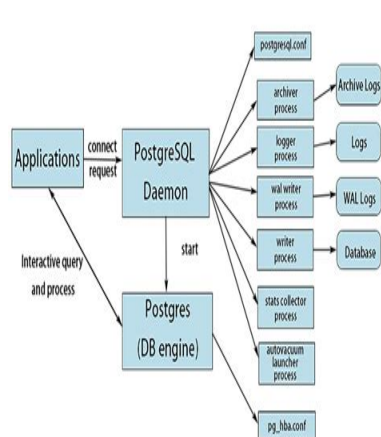 postgresql.conf
archiver
process
Archive Logs
logger
process
Logs
Applications
connect
request
PostgreSQL
Daemon
wal writer
process
WAL Logs
writer
process
Database
start
Interactive query
and process
Postgres
(DB engine)
stats collector
process
autovacuum
launcher
process
pg_hba.conf